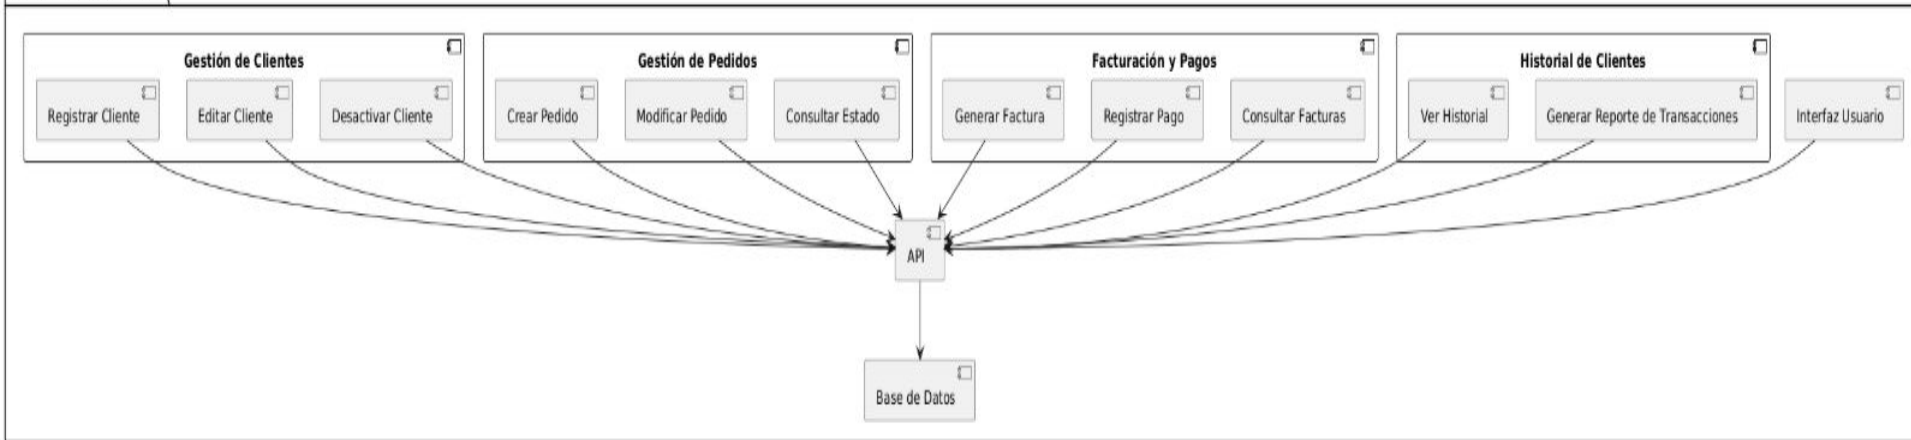 Gestión de Clientes
Registrar Cliente
Editar Cliente
Desactivar Cliente
Gestión de Pedidos
Crear Pedido
Modificar Pedido
Consultar Estado
Facturación y Pagos
Generar Factura
Registrar Pago
Consultar Facturas
Historial de Clientes
Ver Historial
Generar Reporte de Transacciones
Interfaz Usuario
API
Base de Datos